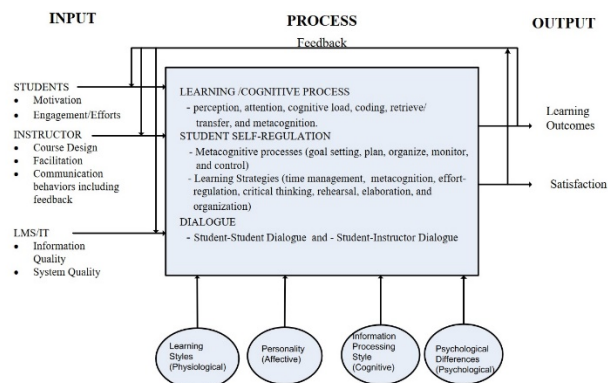 INPUT
PROCESS
OUTPUT
Feedback
STUDENTS
• Motivation
• Engagement/Efforts
INSTRUCTOR
• Course Design
• Facilitation
• Communication
behaviors including
feedback
LMS/IT
• Information
Quality
• System Quality
LEARNING /COGNITIVE PROCESS
- perception, attention, cognitive load, coding, retrieve/
transfer, and metacognition.
STUDENT SELF-REGULATION
- Metacognitive processes (goal setting, plan, organize, monitor,
and control)
- Learning Strategies (time management, metacognition, effort-
regulation, critical thinking, rehearsal, elaboration, and
organization)
DIALOGUE
- Student-Student Dialogue and - Student-Instructor Dialogue
Learning
Outcomes
Satisfaction
Learning
Styles
(Physiological)
Personality
(Affective)
Information
Processing
Style
(Cognitive)
Psychological
Differences
(Psychological)